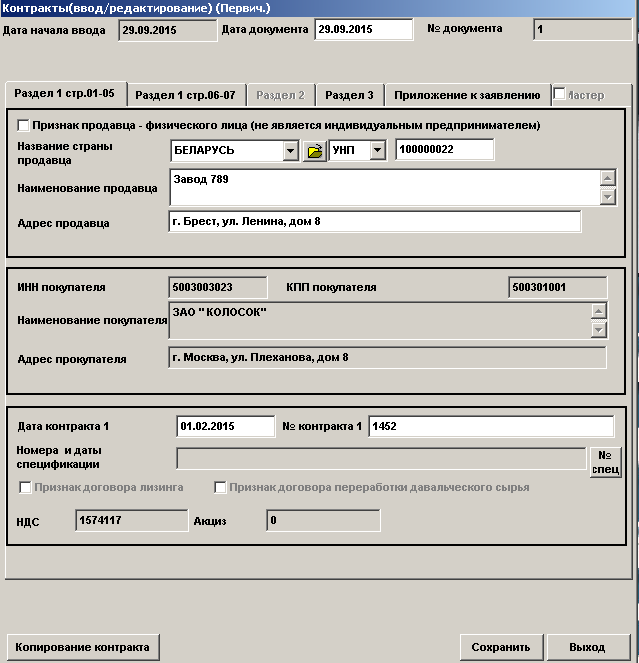 Контракты(ввод/редактирование) (Первич.)
Дата начала ввода 29.09.2015 Дата документа 29.09.2015 № документа 1
Раздел 1 стр.01-05 Раздел 1 стр.06-07 Раздел 2 Раздел 3 Приложение к заявлению Мастер
Признак продавца - физического лица (не является индивидуальным предпринимателем)
Название страны продавца БЕЛАРУСЬ УНП 100000022
Наименование продавца Завод 789
Адрес продавца г. Брест, ул. Ленина, дом 8
ИНН покупателя 5003003023 КПП покупателя 500301001
Наименование покупателя ЗАО " КОЛОСОК"
Адрес прокупателя г. Москва, ул. Плеханова, дом 8
Дата контракта 1 01.02.2015 № контракта 1 1452
Номера и даты спецификации № спец
Признак договора лизинга Признак договора переработки давальческого сырья
НДС 1574117 Акциз 0
Копирование контракта Сохранить Выход